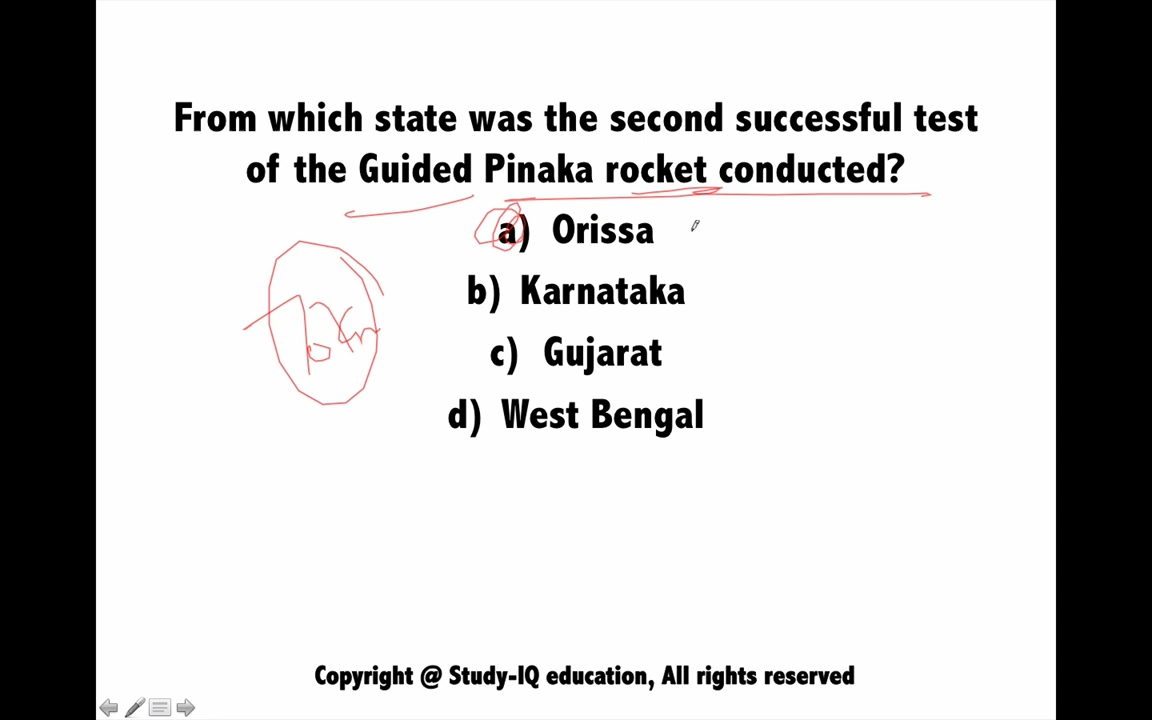 From which state was the second successful test
of the Guided Pinaka rocket conducted?
a) Orissa
b) Karnataka
c) Gujarat
d) West Bengal
Copyright @ Study-IQ education, All rights reserved